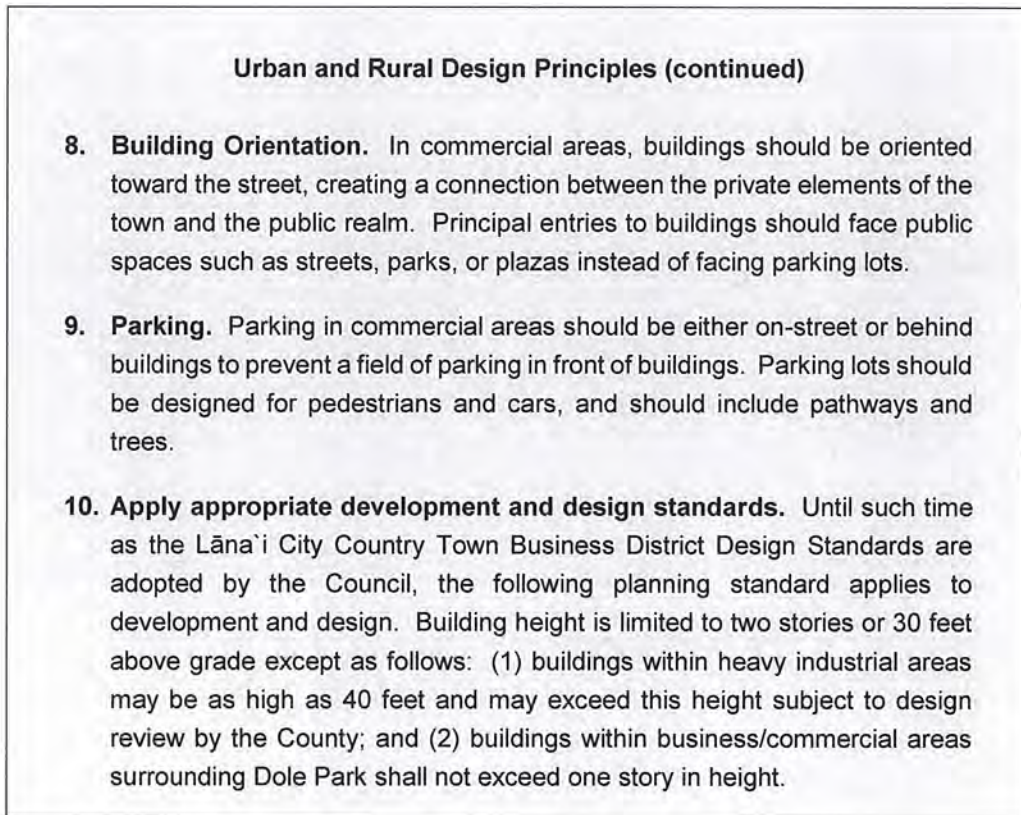 Urban and Rural Design Principles (continued)
8. Building Orientation. In commercial areas, buildings should be oriented
toward the street, creating a connection between the private elements of the
town and the public realm. Principal entries to buildings should face public
spaces such as streets, parks, or plazas instead of facing parking lots.
9. Parking. Parking in commercial areas should be either on-street or behind
buildings to prevent a field of parking in front of buildings. Parking lots should
be designed for pedestrians and cars, and should include pathways and
trees.
10. Apply appropriate development and design standards. Until such time
as the Lāna`i City Country Town Business District Design Standards are
adopted by the Council, the following planning standard applies to
development and design. Building height is limited to two stories or 30 feet
above grade except as follows: (1) buildings within heavy industrial areas
may be as high as 40 feet and may exceed this height subject to design
review by the County; and (2) buildings within business/commercial areas
surrounding Dole Park shall not exceed one story in height.